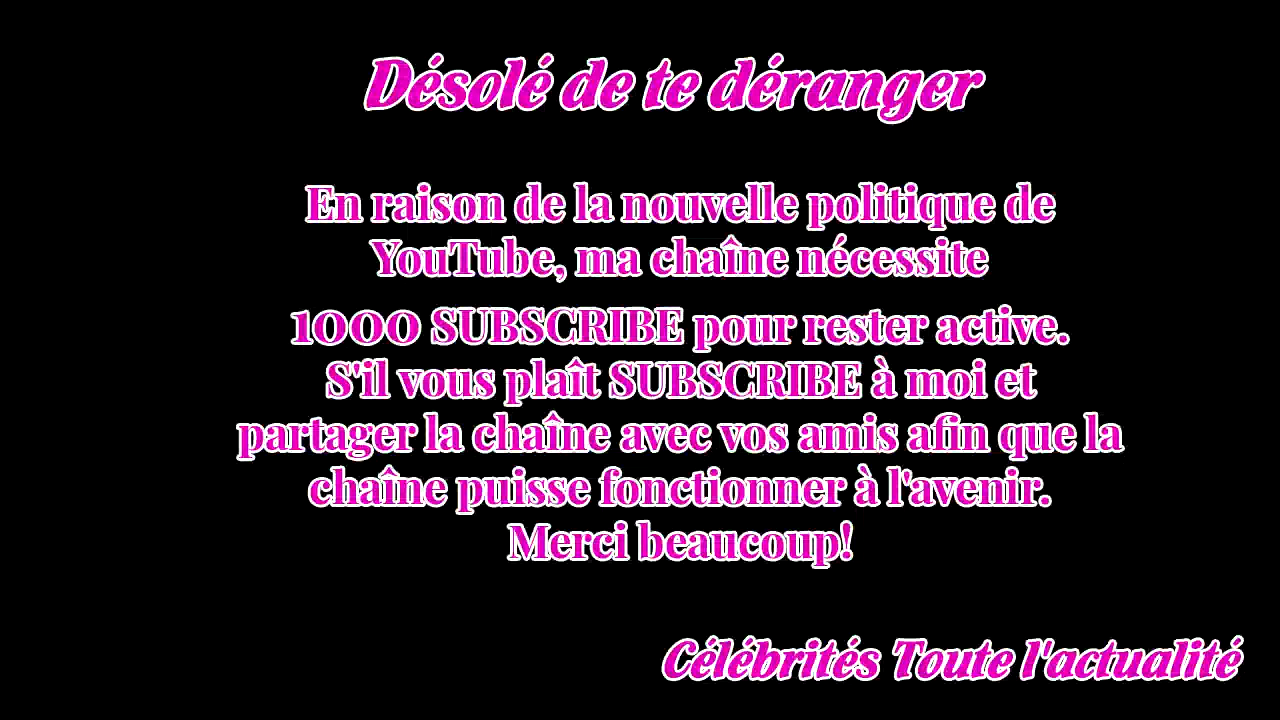 Désolé de te déranger
En raison de la nouvelle politique de
YouTube, ma chaîne nécessite
1000 SUBSCRIBE pour rester active.
S'il vous plaît SUBSCRIBE à moi et
partager la chaîne avec vos amis afin que la
chaîne puisse fonctionner à l'avenir.
Merci beaucoup!
Célébrités Toute l'actualité